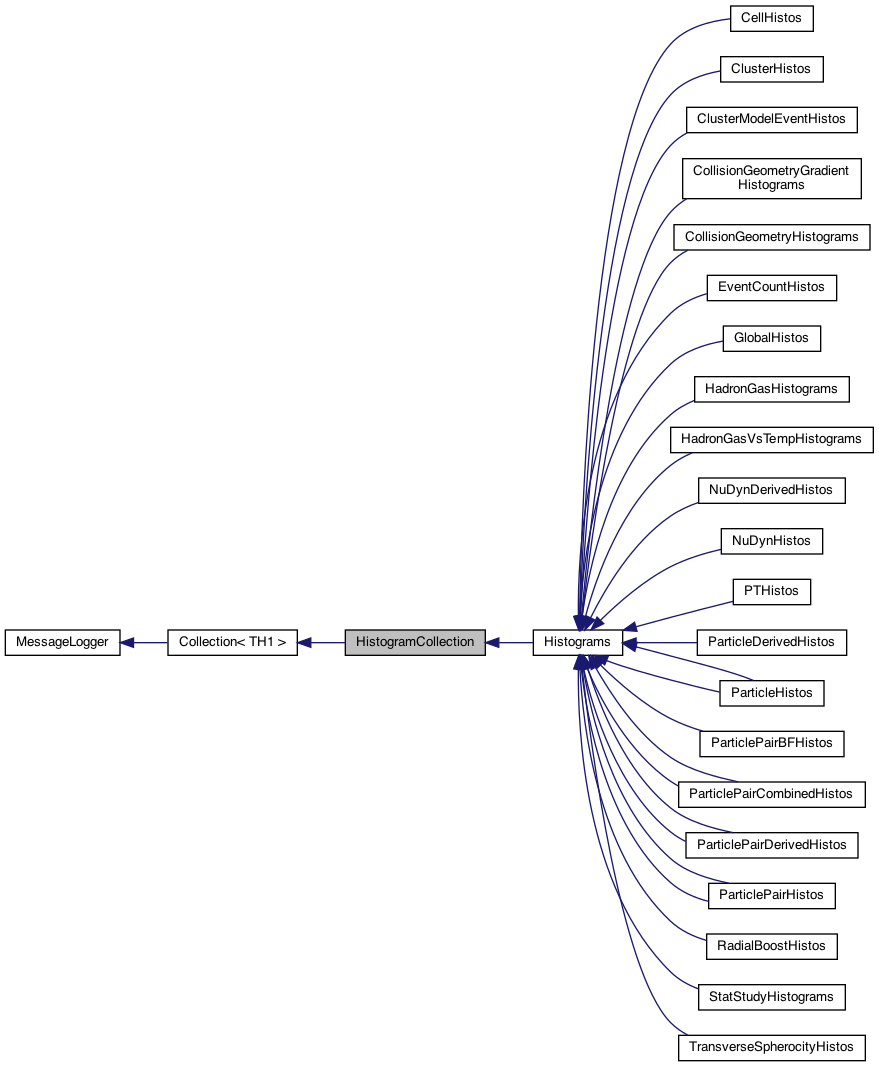 CellHistos
ClusterHistos
ClusterModelEventHistos
CollisionGeometryGradient
Histograms
CollisionGeometryHistograms
EventCountHistos
GlobalHistos
HadronGasHistograms
HadronGasVsTempHistograms
NuDynDerivedHistos
NuDynHistos
PTHistos
MessageLogger
Collection< TH1 >
HistogramCollection
Histograms
ParticleDerivedHistos
ParticleHistos
ParticlePairBFHistos
ParticlePairCombinedHistos
ParticlePairDerivedHistos
ParticlePairHistos
RadialBoostHistos
StatStudyHistograms
TransverseSpherocityHistos